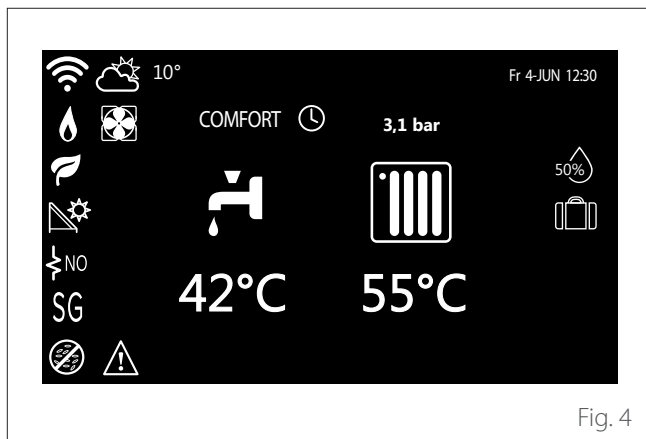 10°
Fr 4-JUN 12:30
COMFORT
3,1 bar
50%
NO
42°C
55°C
SG
Fig. 4